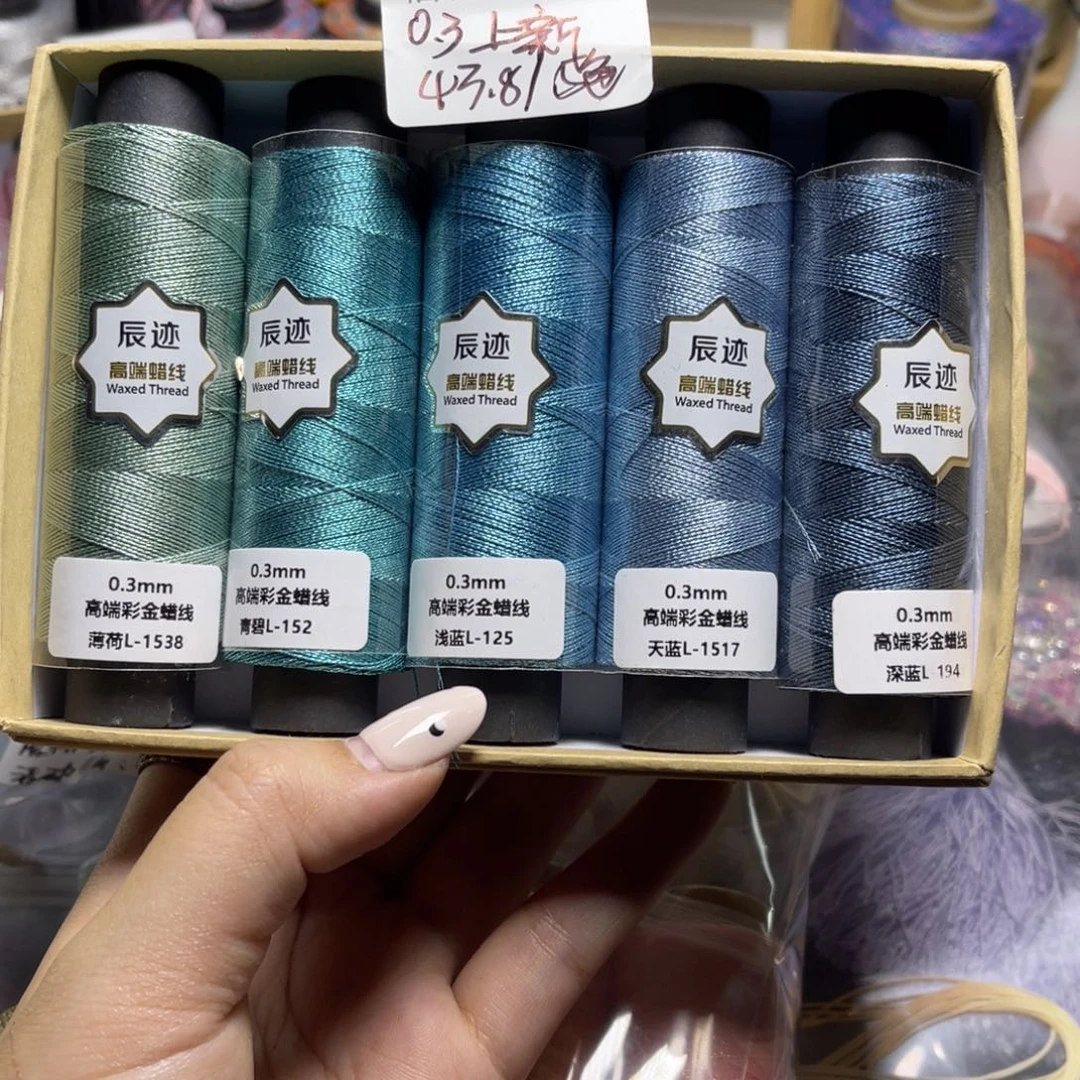 0.3 上新
43.8/
辰迹
高端蜡线
Waxed Thread
0.3mm
高端彩金蜡线
薄荷L-1538
辰迹
高端蜡线
Waxed Thread
0.3mm
高端彩金蜡线
青碧L-152
辰迹
高端蜡线
Waxed Thread
0.3mm
高端彩金蜡线
浅蓝L-125
辰迹
高端蜡线
Waxed Thread
0.3mm
高端彩金蜡线
天蓝L-1517
辰迹
高端蜡线
Waxed Thread
0.3mm
高端彩金蜡线
深蓝L-194